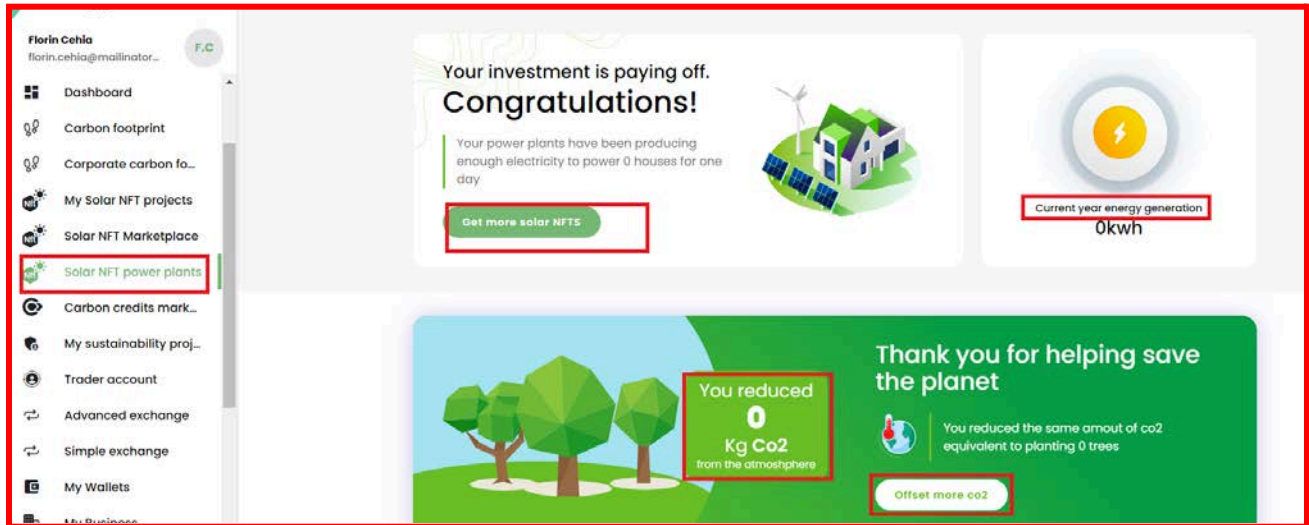 Florin Cehia
F.C
florin.cehia@mailinator...
Dashboard
Carbon footprint
Corporate carbon fo...
My Solar NFT projects
Solar NFT Marketplace
Solar NFT power plants
Carbon credits mark...
My sustainability proj...
Trader account
Advanced exchange
Simple exchange
My Wallets
My Business
Your investment is paying off.
Congratulations!
Your power plants have been producing
enough electricity to power 0 houses for one
day
Get more solar NFTS
Current year energy generation
0kwh
You reduced
0
Kg Co2
from the atmoshphere
Thank you for helping save
the planet
You reduced the same amout of co2
equivalent to planting 0 trees
Offset more co2